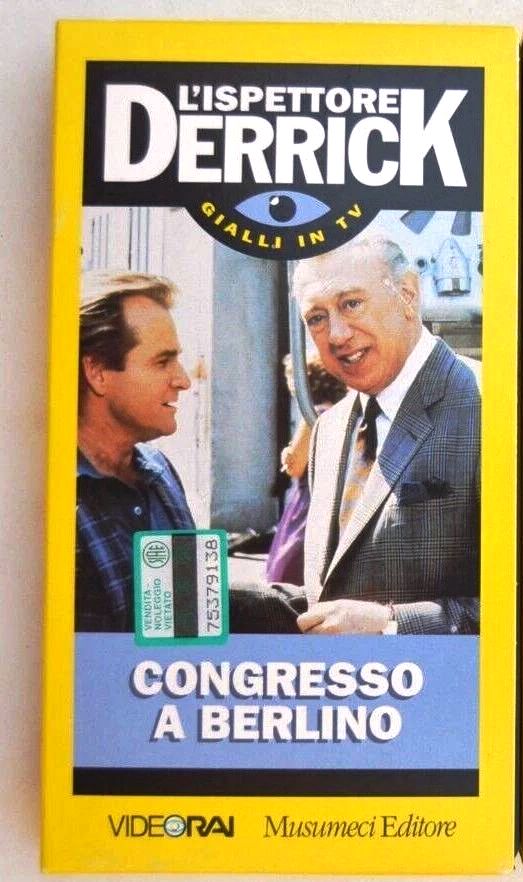 L'ISPETTORE
DERRICK
GIALLI IN TV
VENDITA-
NOLEGGIO
VIETATO
75379138
CONGRESSO
A BERLINO
VIDEORAI
Musumeci Editore